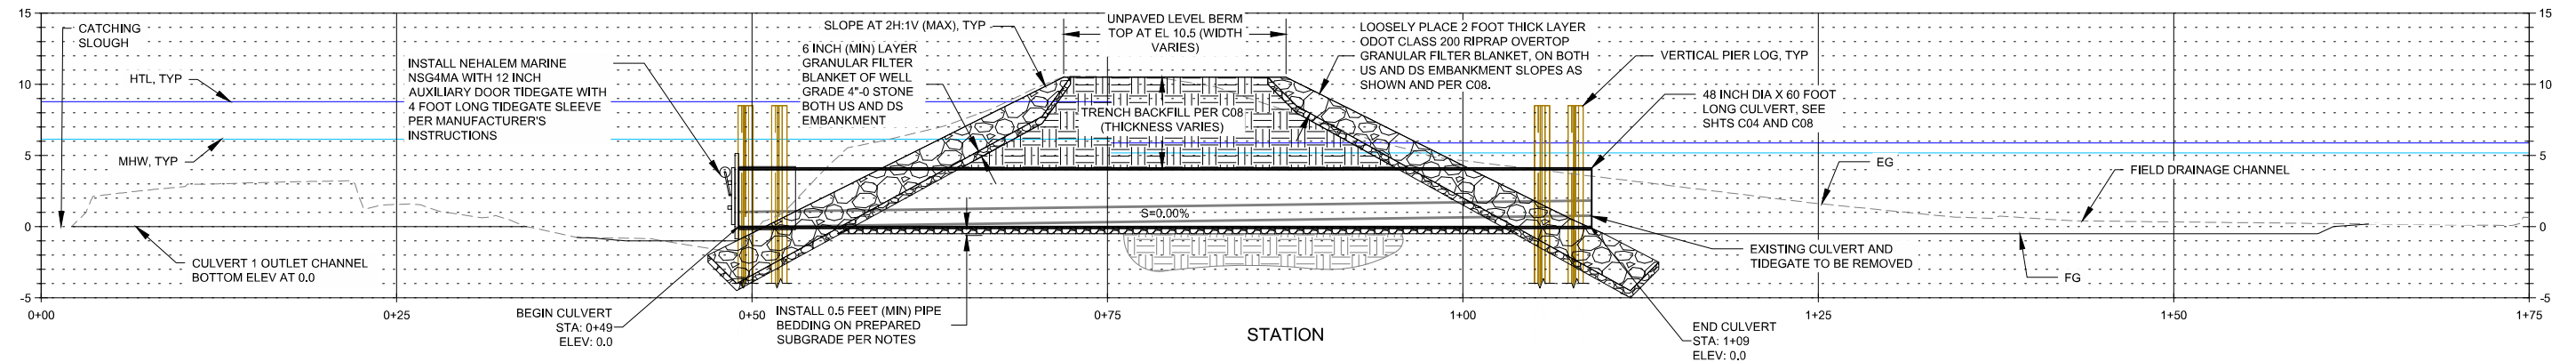 15
10
5
0
-5
CATCHING
SLOUGH
HTL, TYP
MHW, TYP
CULVERT 1 OUTLET CHANNEL
BOTTOM ELEV AT 0.0
INSTALL NEHALEM MARINE
NSG4MA WITH 12 INCH
AUXILIARY DOOR TIDEGATE WITH
4 FOOT LONG TIDEGATE SLEEVE
PER MANUFACTURER'S
INSTRUCTIONS
SLOPE AT 2H:1V (MAX), TYP
6 INCH (MIN) LAYER
GRANULAR FILTER
BLANKET OF WELL
GRADE 4"-0 STONE
BOTH US AND DS
EMBANKMENT
UNPAVED LEVEL BERM
TOP AT EL 10.5 (WIDTH
VARIES)
TRENCH BACKFILL PER C08
(THICKNESS VARIES)
S=0.00%
LOOSELY PLACE 2 FOOT THICK LAYER
ODOT CLASS 200 RIPRAP OVERTOP
GRANULAR FILTER BLANKET, ON BOTH
US AND DS EMBANKMENT SLOPES AS
SHOWN AND PER C08.
VERTICAL PIER LOG, TYP
48 INCH DIA X 60 FOOT
LONG CULVERT, SEE
SHTS C04 AND C08
EG
FIELD DRAINAGE CHANNEL
EXISTING CULVERT AND
TIDEGATE TO BE REMOVED
FG
15
10
5
0
-5
BEGIN CULVERT
STA: 0+49
ELEV: 0.0
INSTALL 0.5 FEET (MIN) PIPE
BEDDING ON PREPARED
SUBGRADE PER NOTES
END CULVERT
STA: 1+09
ELEV: 0.0
0+00
0+25
0+50
0+75
1+00
1+25
1+50
1+75
STATION